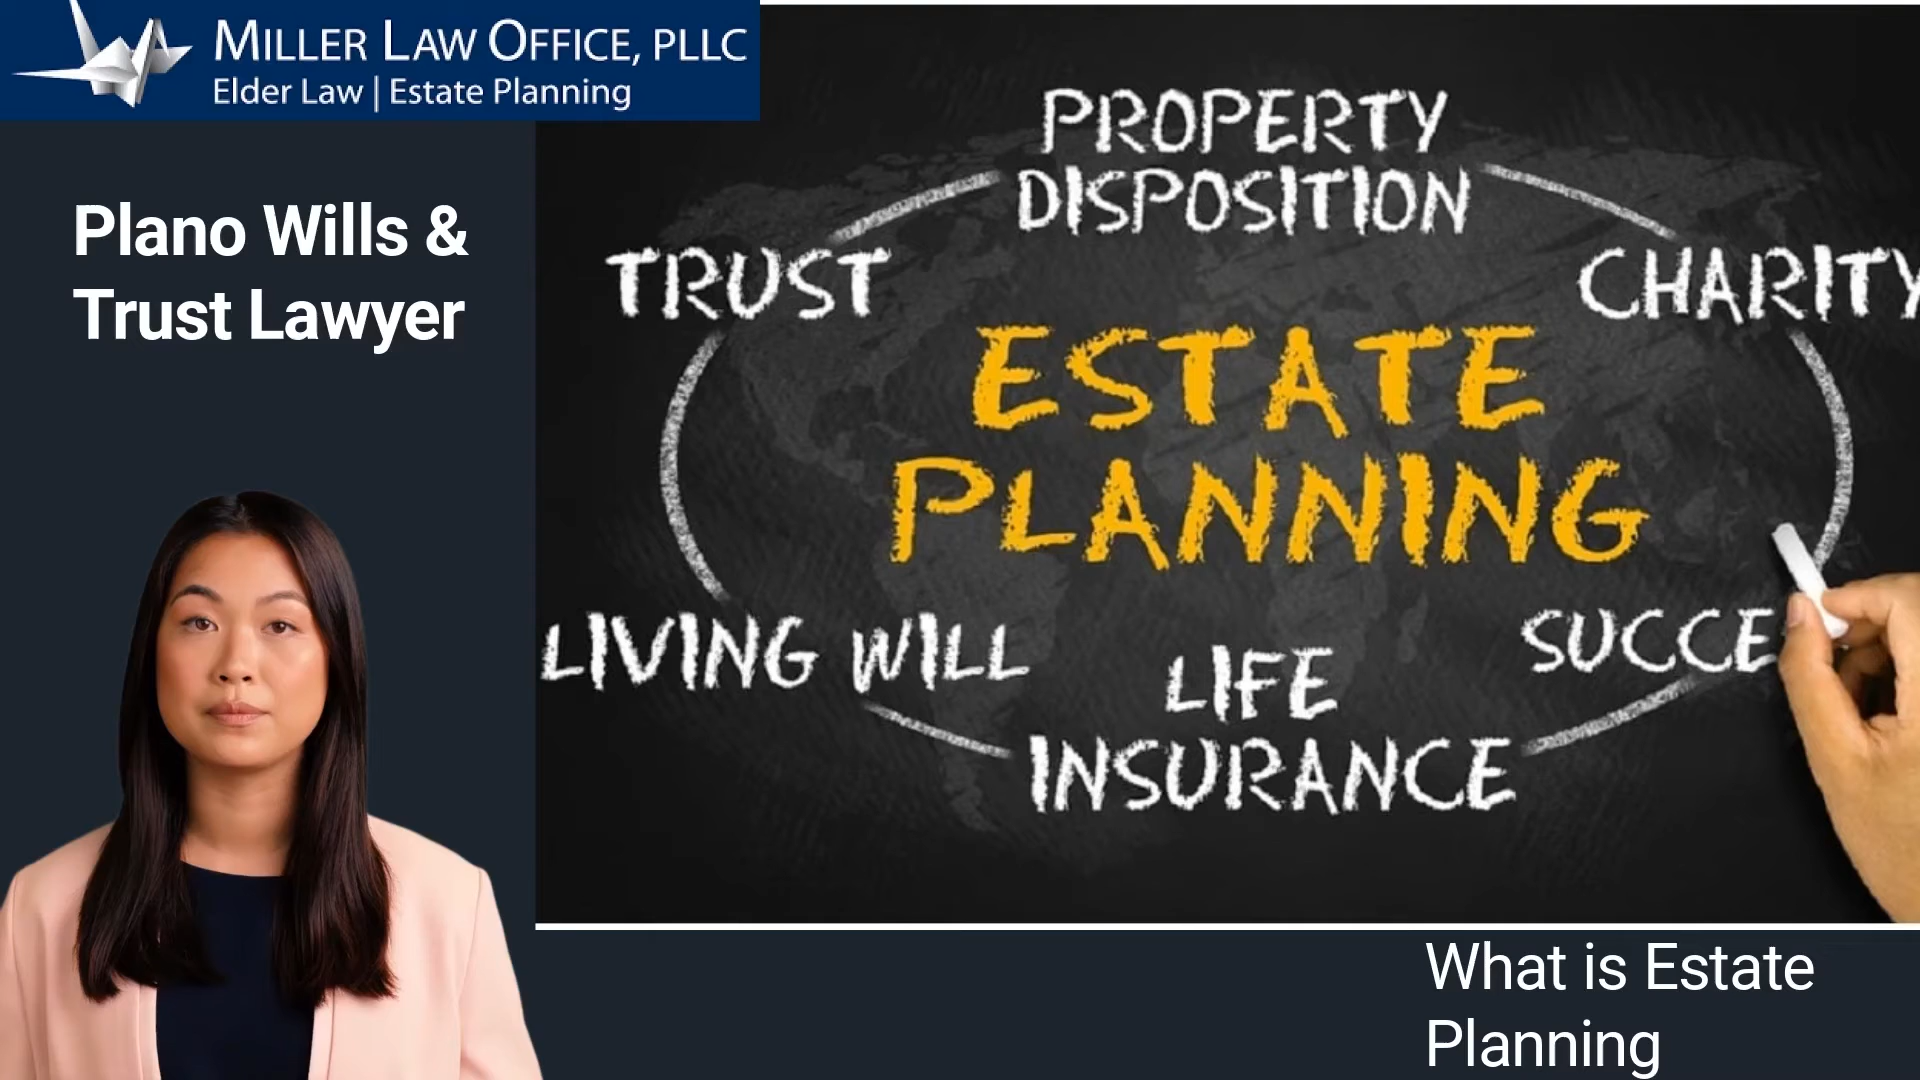 MILLER LAW OFFICE, PLLC
Elder Law | Estate Planning
Plano Wills &
Trust Lawyer
PROPERTY
DISPOSITION
TRUST
CHARITY
ESTATE
PLANNING
LIVING WILL
SUCCE
LIFE
INSURANCE
What is Estate
Planning